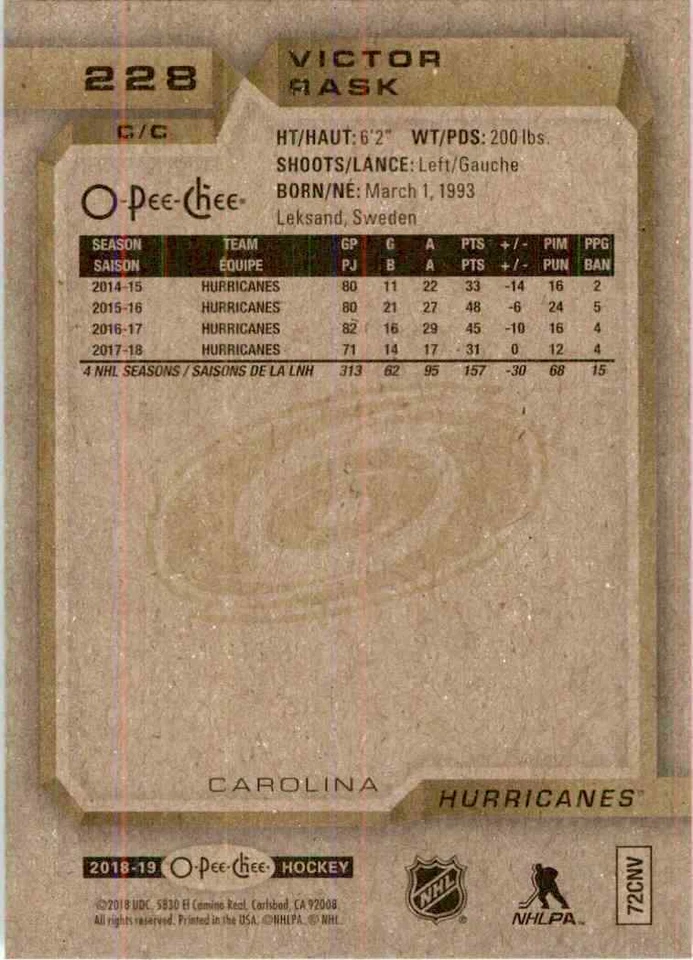 228
VICTOR
RASK
C/C
HT/HAUT: 6'2" WT/PDS: 200 lbs.
SHOOTS/LANCE: Left/Gauche
BORN/NÉ: March 1, 1993
Leksand, Sweden
O-Pee-Chee
SEASON TEAM GP G A PTS +/- PIM PPG
SAISON ÉQUIPE PJ B A PTS +/- PUN BAN
2014-15 HURRICANES 80 11 22 33 -14 16 2
2015-16 HURRICANES 80 21 27 48 -6 24 5
2016-17 HURRICANES 82 16 29 45 -10 16 4
2017-18 HURRICANES 71 14 17 31 0 12 4
4 NHL SEASONS / SAISONS DE LA LNH 313 62 95 157 -30 68 15
CAROLINA
HURRICANES™
2018-19 O-Pee-Chee HOCKEY
©2018 UDC. 5830 El Camino Real, Carlsbad, CA 92008.
All rights reserved. Printed in the USA. ©NHLPA. ® NHL.
NHL
NHLPA™
72CNV